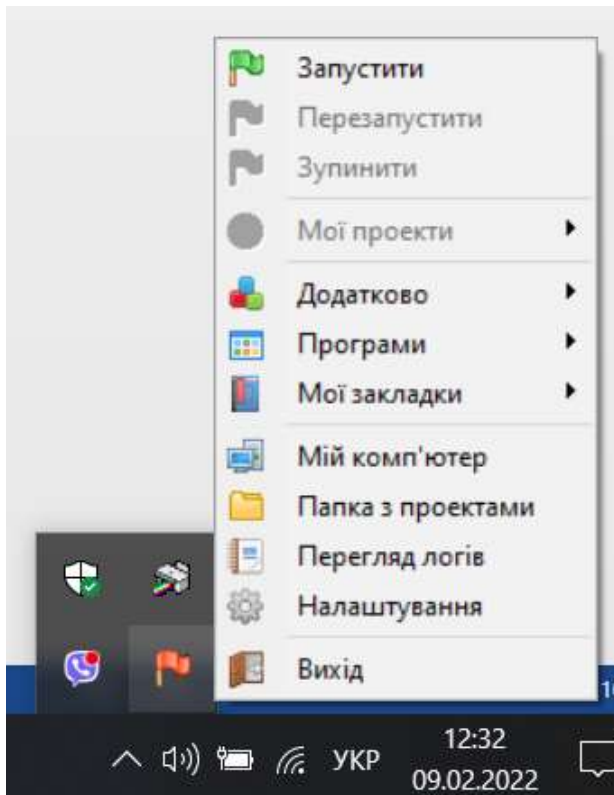 Запустити
Перезапустити
Зупинити
Мої проекти
Додатково
Програми
Мої закладки
Мій комп'ютер
Папка з проектами
Перегляд логів
Налаштування
Вихід
УКР
12:32
09.02.2022